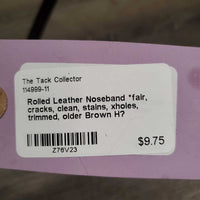 The Tack Collector
114999-11
Rolled Leather Noseband *fair,
cracks, clean, stains, xholes,
trimmed, older Brown H?
Z76V23
$9.75